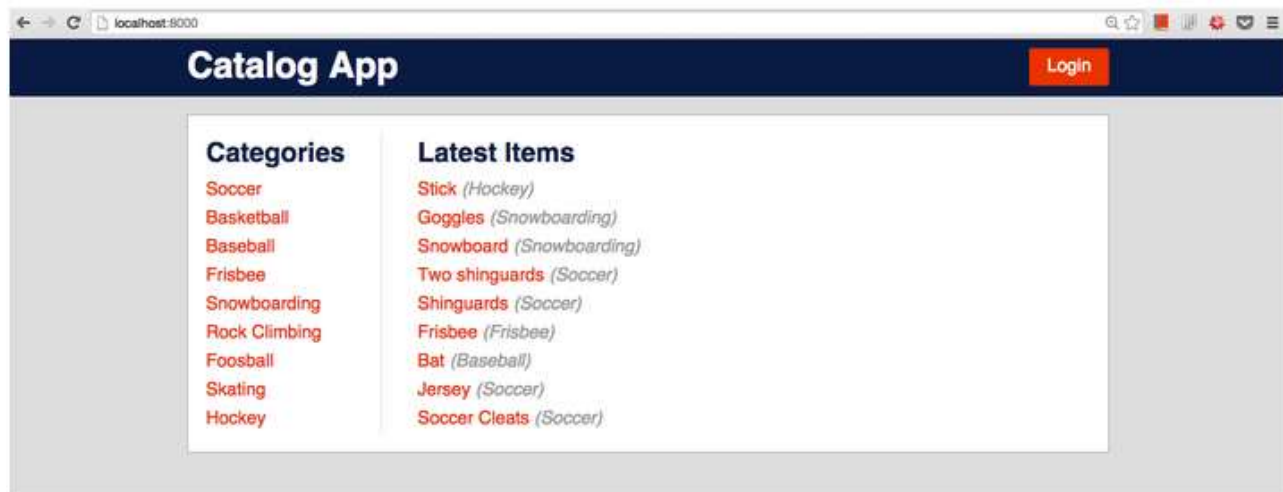 localhost:8000
Catalog App
Login
Categories
Soccer
Basketball
Baseball
Frisbee
Snowboarding
Rock Climbing
Foosball
Skating
Hockey
Latest Items
Stick (Hockey)
Goggles (Snowboarding)
Snowboard (Snowboarding)
Two shinguards (Soccer)
Shinguards (Soccer)
Frisbee (Frisbee)
Bat (Baseball)
Jersey (Soccer)
Soccer Cleats (Soccer)